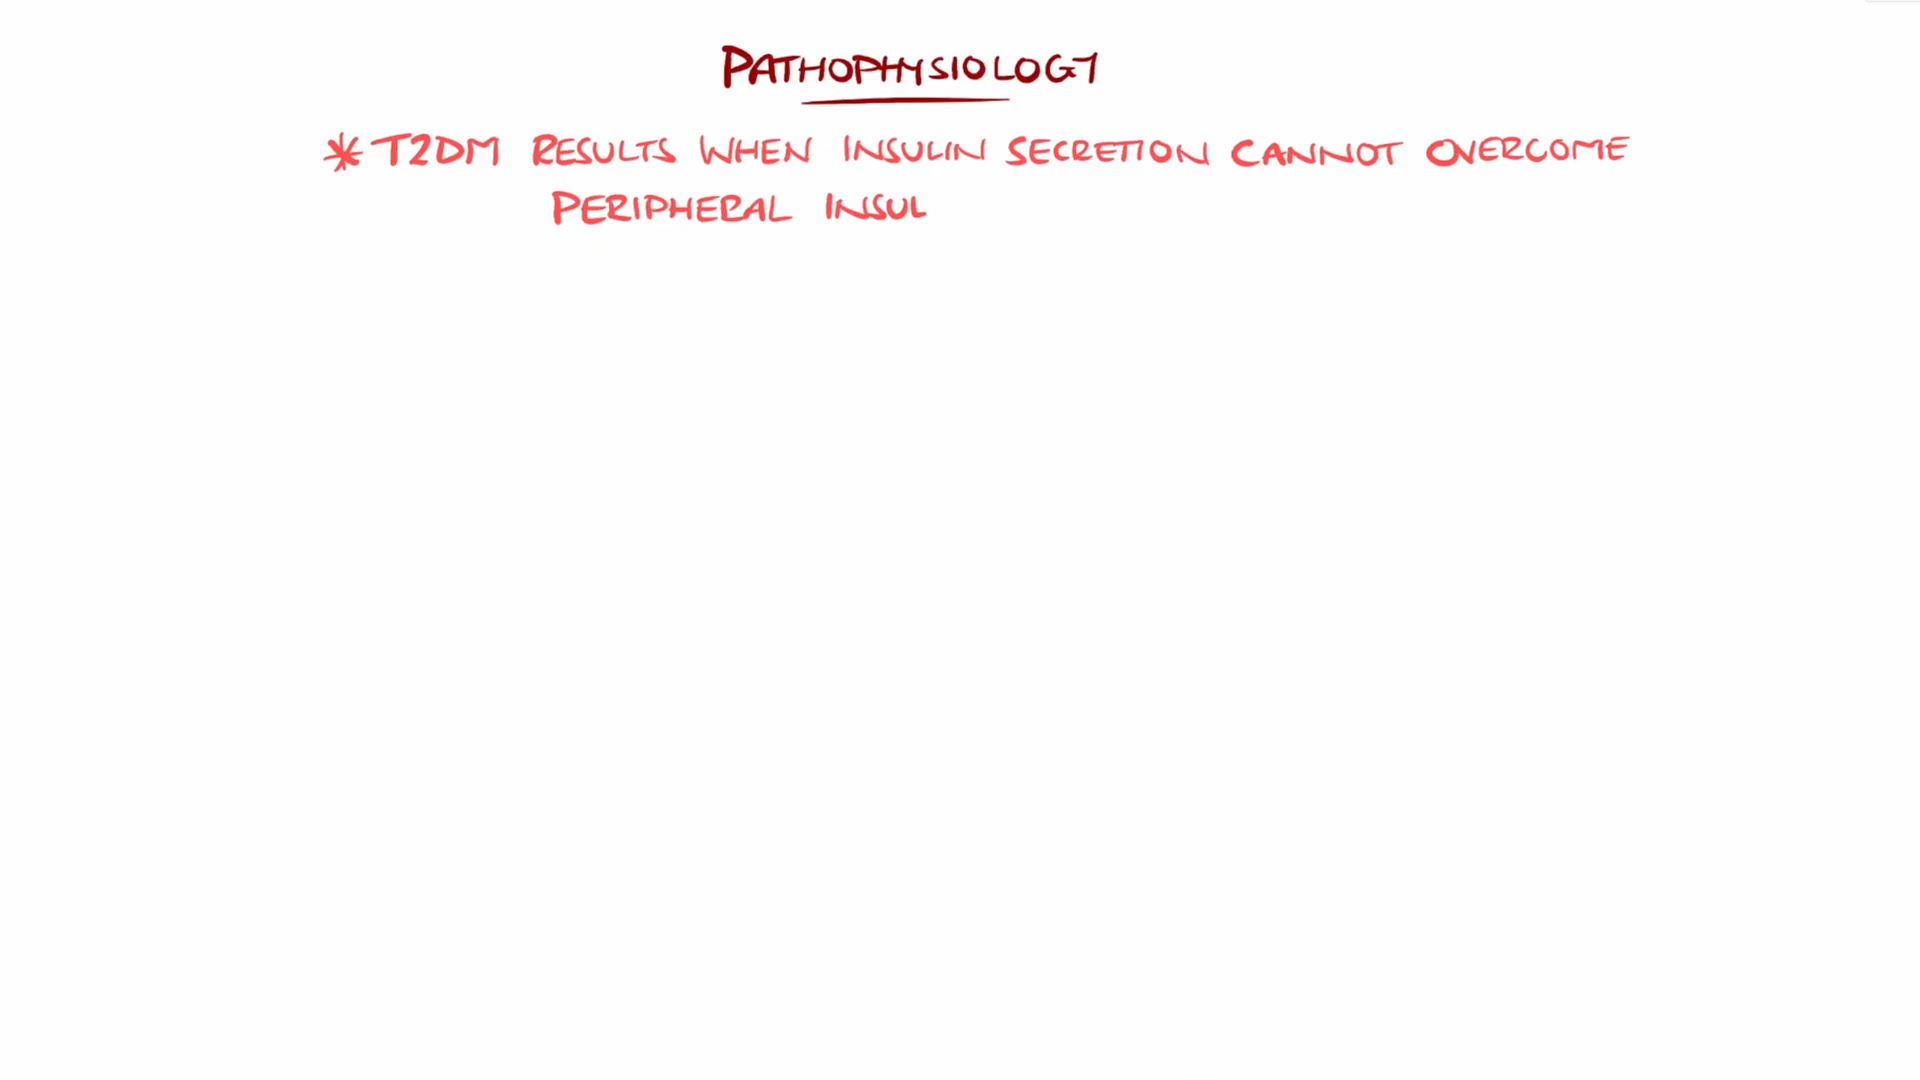 PATHOPHYSIOLOGY
* T2DM RESULTS WHEN INSULIN SECRETION CANNOT OVERCOME
PERIPHERAL INSUL